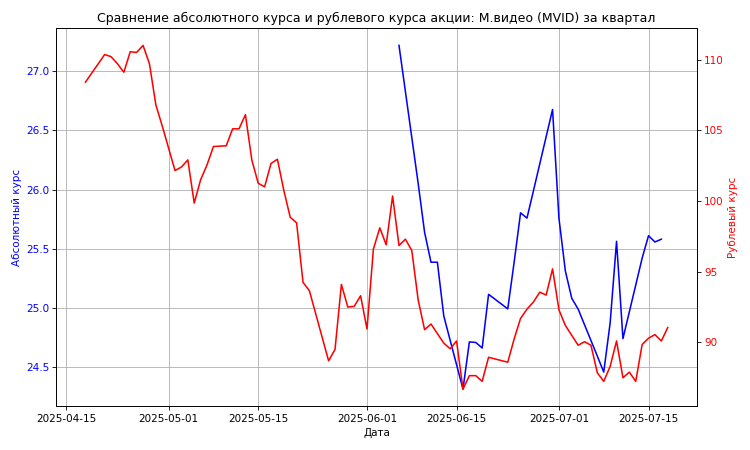 Сравнение абсолютного курса и рублевого курса акции: М.видео (MVID) за квартал
27.0
26.5
26.0
25.5
25.0
24.5
Абсолютный курс
110
105
100
95
90
Рублевый курс
2025-04-15 2025-05-01 2025-05-15 2025-06-01 2025-06-15 2025-07-01 2025-07-15
Дата